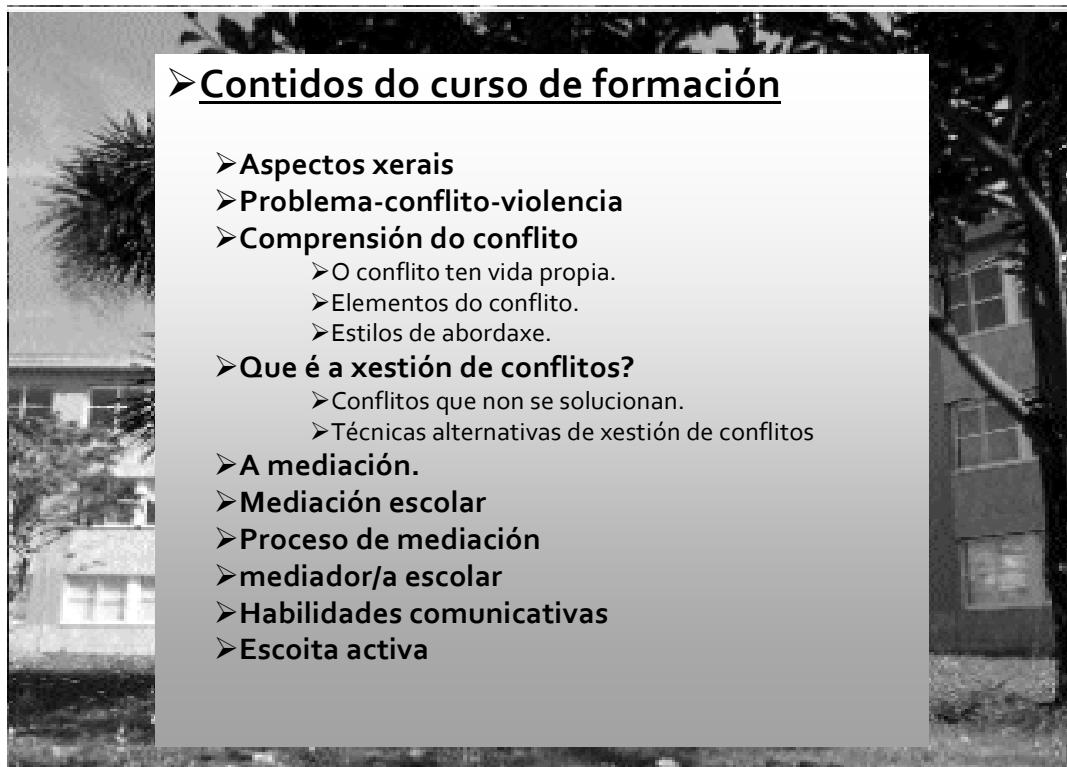 ➢Contidos do curso de formación
➢Aspectos xerais
➢Problema-conflito-violencia
➢Comprensión do conflito
➢O conflito ten vida propia.
➢Elementos do conflito.
➢Estilos de abordaxe.
➢Que é a xestión de conflitos?
➢Conflitos que non se solucionan.
➢Técnicas alternativas de xestión de conflitos
➢A mediación.
➢Mediación escolar
➢Proceso de mediación
➢mediador/a escolar
➢Habilidades comunicativas
➢Escoita activa